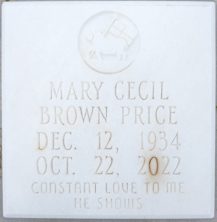 MARY CECIL
BROWN PRICE
DEC. 12, 1934
OCT. 22, 2022
CONSTANT LOVE TO ME
HE SHOWS